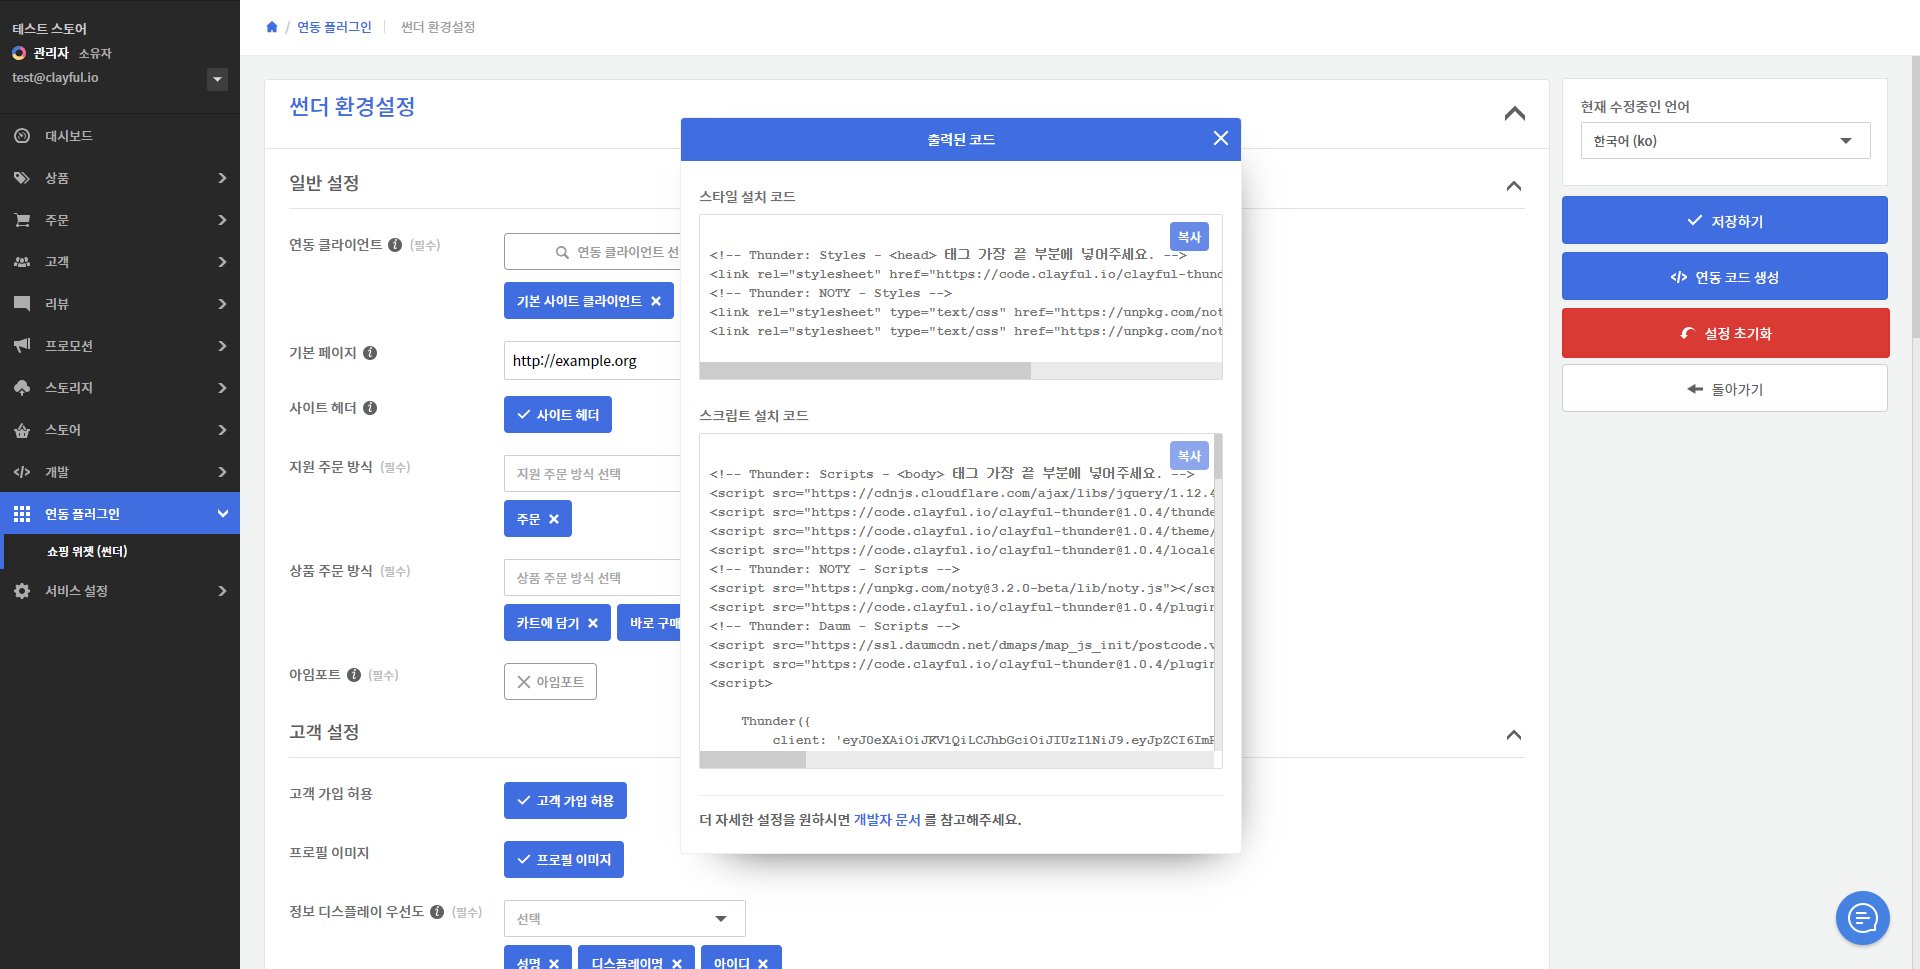 테스트 스토어
관리자 소유자
test@clayful.io
대시보드
상품
주문
고객
리뷰
프로모션
스토리지
스토어
개발
연동 플러그인
쇼핑 위젯 (썬더)
서비스 설정
/ 연동 플러그인 썬더 환경설정
썬더 환경설정
일반 설정
연동 클라이언트 (필수)
연동 클라이언트 선
기본 사이트 클라이언트
기본 페이지
http://example.org
사이트 헤더
사이트 헤더
지원 주문 방식 (필수)
지원 주문 방식 선택
주문
상품 주문 방식 (필수)
상품 주문 방식 선택
카트에 담기 바로 구매
아임포트 (필수)
아임포트
고객 설정
고객 가입 허용
고객 가입 허용
프로필 이미지
프로필 이미지
정보 디스플레이 우선도 (필수)
선택
성명 디스플레이명 아이디
출력된 코드
스타일 설치 코드
복사
<!-- Thunder: Styles - <head> 태그 가장 끝 부분에 넣어주세요. -->
<link rel="stylesheet" href="https://code.clayful.io/clayful-thund
<!-- Thunder: NOTY - Styles -->
<link rel="stylesheet" type="text/css" href="https://unpkg.com/not
<link rel="stylesheet" type="text/css" href="https://unpkg.com/not
스크립트 설치 코드
복사
<!-- Thunder: Scripts - <body> 태그 가장 끝 부분에 넣어주세요. -->
<script src="https://cdnjs.cloudflare.com/ajax/libs/jquery/1.12.4
<script src="https://code.clayful.io/clayful-thunder@1.0.4/thunde
<script src="https://code.clayful.io/clayful-thunder@1.0.4/theme/
<script src="https://code.clayful.io/clayful-thunder@1.0.4/locale
<!-- Thunder: NOTY - Scripts -->
<script src="https://unpkg.com/noty@3.2.0-beta/lib/noty.js"></scr
<script src="https://code.clayful.io/clayful-thunder@1.0.4/plugin
<!-- Thunder: Daum - Scripts -->
<script src="https://ssl.daumcdn.net/dmaps/map_js_init/postcode.v
<script src="https://code.clayful.io/clayful-thunder@1.0.4/plugin
<script>
Thunder({
client: 'eyJ0eXAiOiJKV1QiLCJhbGciOiJIUzI1NiJ9.eyJpZCI6ImR
더 자세한 설정을 원하시면 개발자 문서 를 참고해주세요.
현재 수정중인 언어
한국어 (ko)
저장하기
연동 코드 생성
설정 초기화
돌아가기